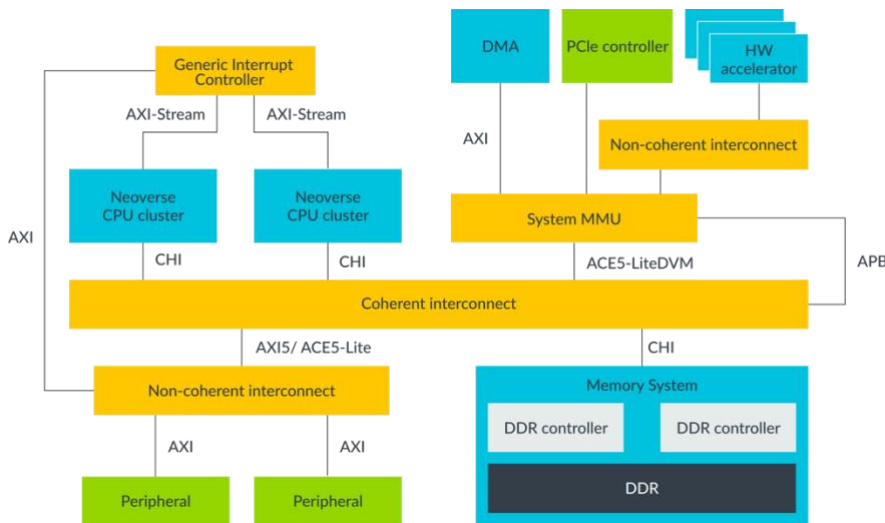 DMA
PCIe controller
HW
accelerator
Generic Interrupt
Controller
AXI-Stream
AXI-Stream
AXI
Non-coherent interconnect
Neoverse
CPU cluster
Neoverse
CPU cluster
System MMU
AXI
CHI
CHI
ACE5-LiteDVM
APB
Coherent interconnect
AXI5/ ACE5-Lite
CHI
Non-coherent interconnect
Memory System
DDR controller
DDR controller
AXI
AXI
DDR
Peripheral
Peripheral